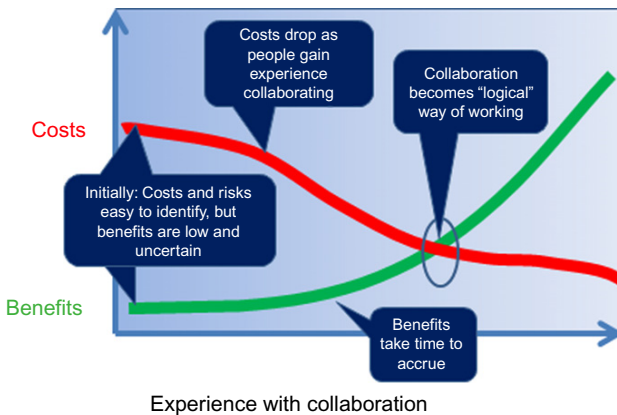 Costs drop as
people gain
experience
collaborating
Collaboration
becomes “logical”
way of working
Costs
Initially: Costs and risks
easy to identify, but
benefits are low and
uncertain
Benefits
Benefits
take time to
accrue
Experience with collaboration